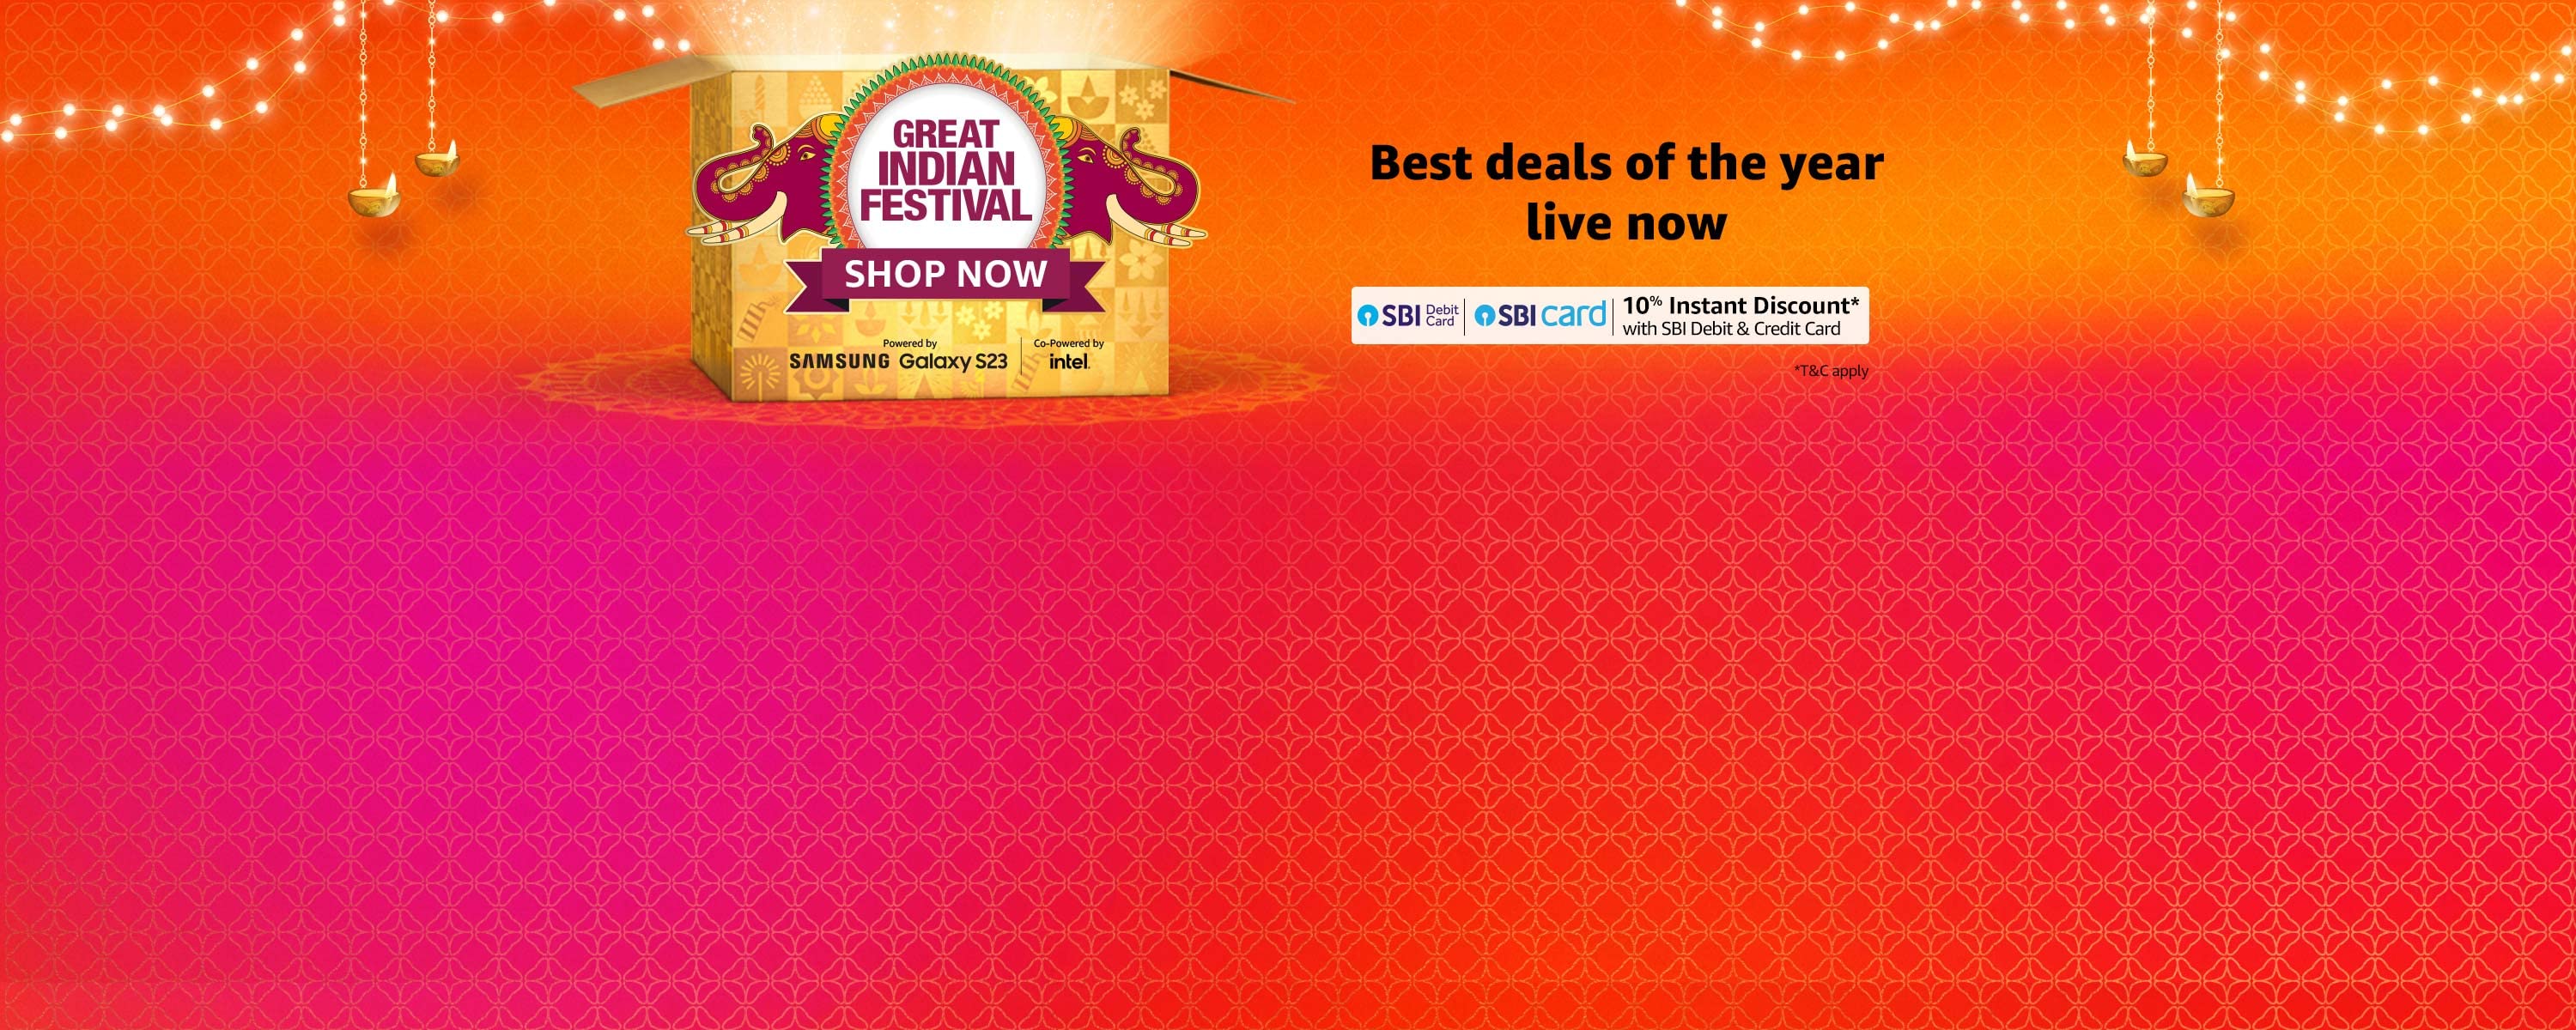 GREAT
INDIAN
FESTIVAL
SHOP NOW
Powered by
SAMSUNG Galaxy S23
Co-Powered by
intel.
Best deals of the year
live now
SBI Debit Card
SBI card
10% Instant Discount*
with SBI Debit & Credit Card
*T&C apply